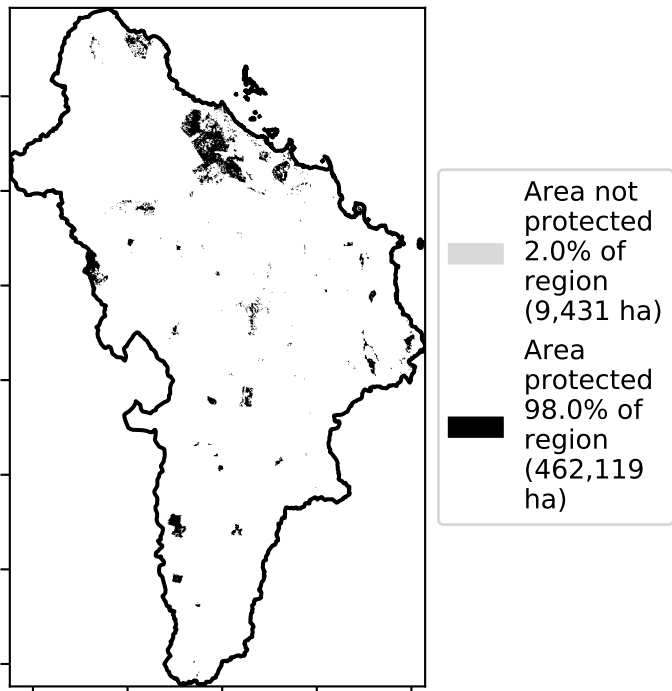 Area not
protected
2.0% of
region
(9,431 ha)
Area
protected
98.0% of
region
(462,119
ha)